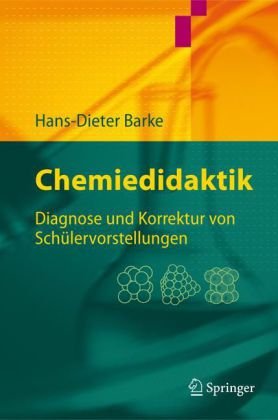 Hans-Dieter Barke
Chemiedidaktik
Diagnose und Korrektur von
Schülervorstellungen
Springer